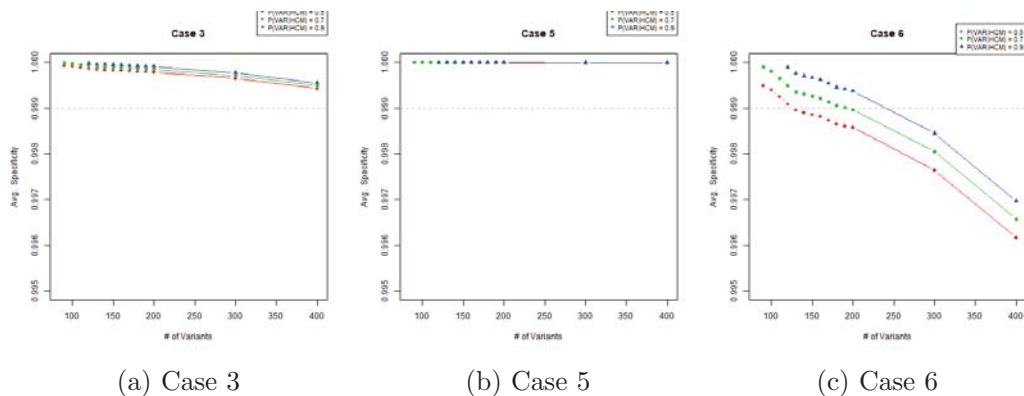 P(VAR|HCM) = 0.7
P(VAR|HCM) = 0.9
Case 3
1.000
0.999
0.998
0.997
0.996
0.995
Avg. Specificity
100 150 200 250 300 350 400
# of Variants
(a) Case 3
P(VAR|HCM) = 0.7
P(VAR|HCM) = 0.9
Case 5
1.000
0.999
0.998
0.997
0.996
0.995
Avg. Specificity
100 150 200 250 300 350 400
# of Variants
(b) Case 5
P(VAR|HCM) = 0.5
P(VAR|HCM) = 0.7
P(VAR|HCM) = 0.9
Case 6
1.000
0.999
0.998
0.997
0.996
0.995
Avg. Specificity
100 150 200 250 300 350 400
# of Variants
(c) Case 6